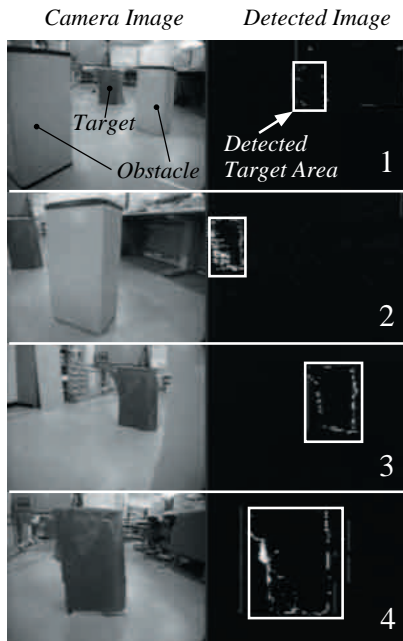 Camera Image Detected Image
Target
Obstacle
Detected
Target Area
1
2
3
4